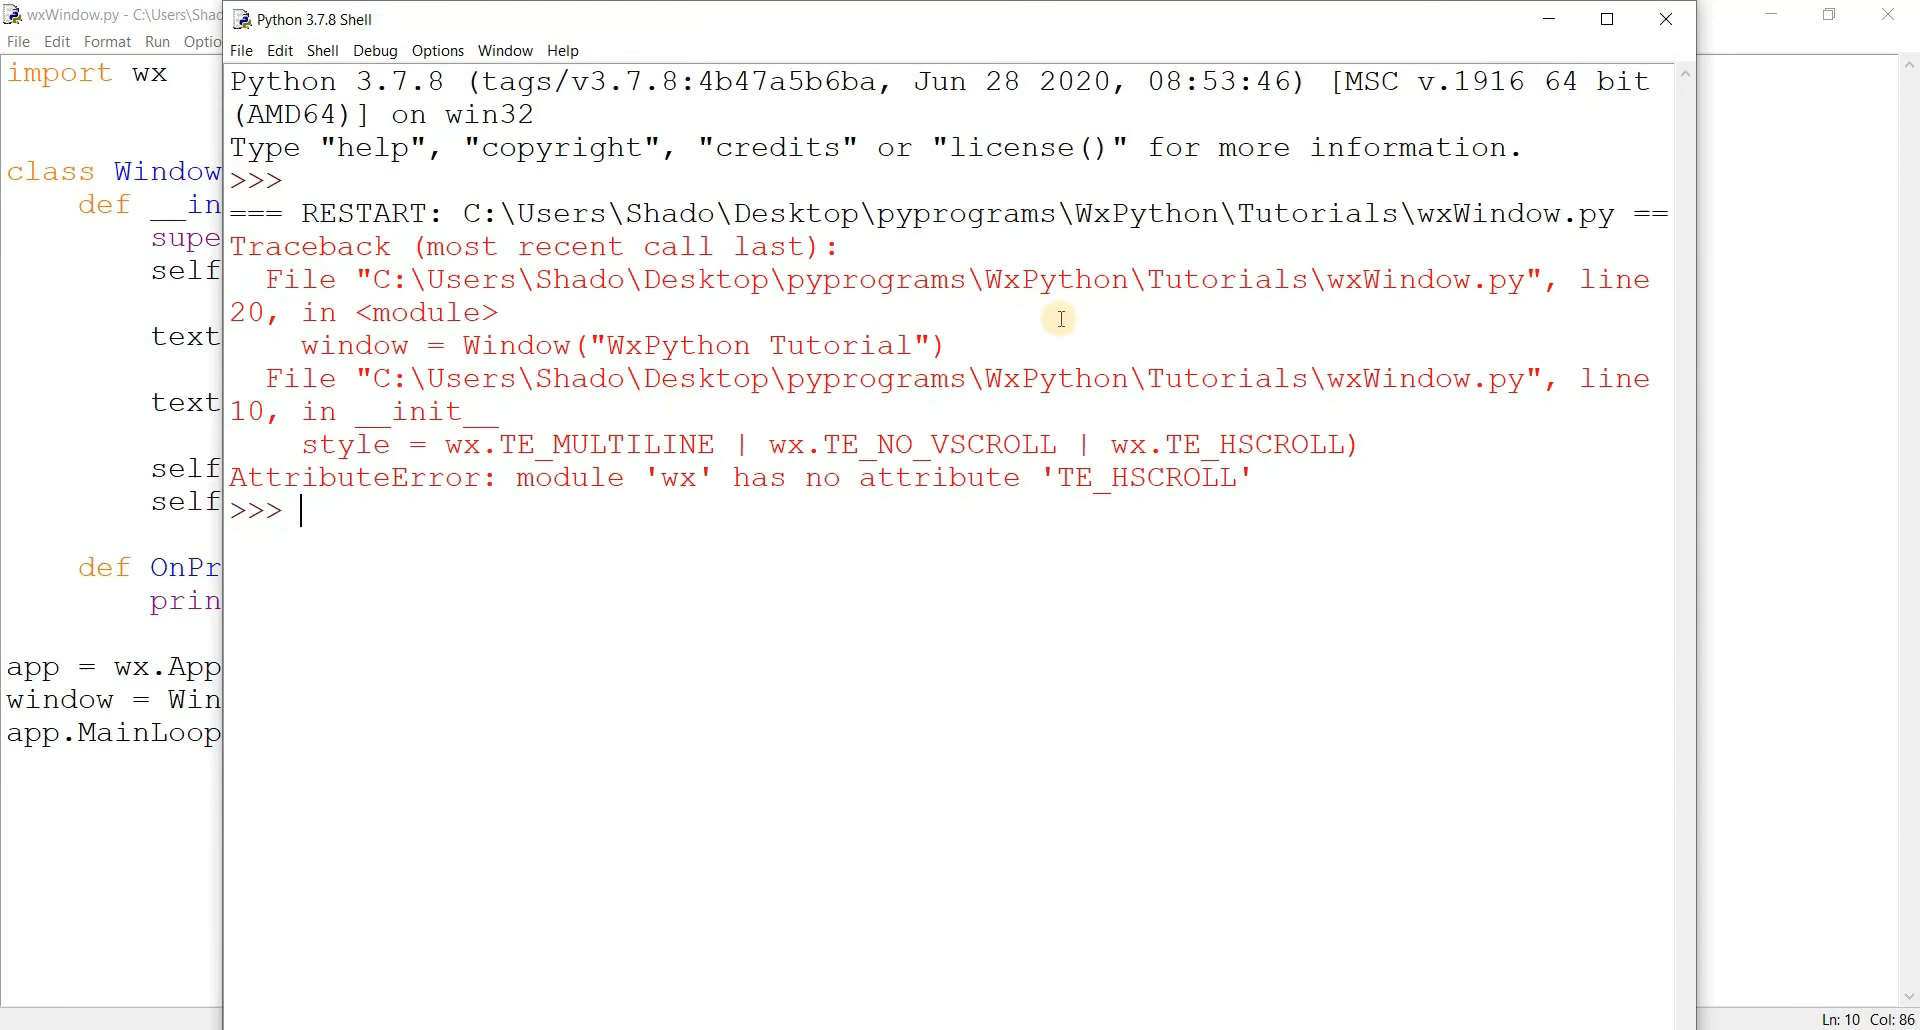 wxWindow.py - C:\Users\Shad
File Edit Format Run Optio
import wx
class Window
def __in
supe
self
text
text
self
self
def OnPr
prin
app = wx.App
window = Win
app.MainLoop
Python 3.7.8 Shell
File Edit Shell Debug Options Window Help
Python 3.7.8 (tags/v3.7.8:4b47a5b6ba, Jun 28 2020, 08:53:46) [MSC v.1916 64 bit
(AMD64)] on win32
Type "help", "copyright", "credits" or "license()" for more information.
>>>
=== RESTART: C:\Users\Shado\Desktop\pyprograms\WxPython\Tutorials\wxWindow.py ==
Traceback (most recent call last):
File "C:\Users\Shado\Desktop\pyprograms\WxPython\Tutorials\wxWindow.py", line
20, in <module>
window = Window("WxPython Tutorial")
File "C:\Users\Shado\Desktop\pyprograms\WxPython\Tutorials\wxWindow.py", line
10, in __init__
style = wx.TE_MULTILINE | wx.TE_NO_VSCROLL | wx.TE_HSCROLL)
AttributeError: module 'wx' has no attribute 'TE_HSCROLL'
>>>
Ln: 10 Col: 86